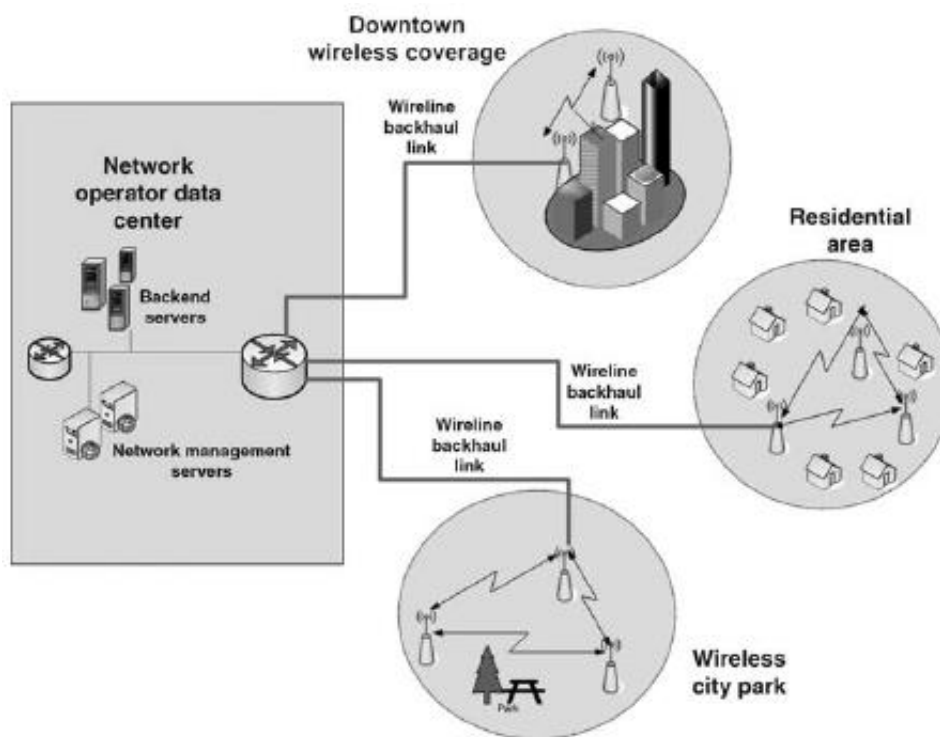 Downtown
wireless coverage
Wireline
backhaul
link
Network
operator data
center
Backend
servers
Network management
servers
Residential
area
Wireline
backhaul
link
Wireline
backhaul
link
Wireless
city park
Park